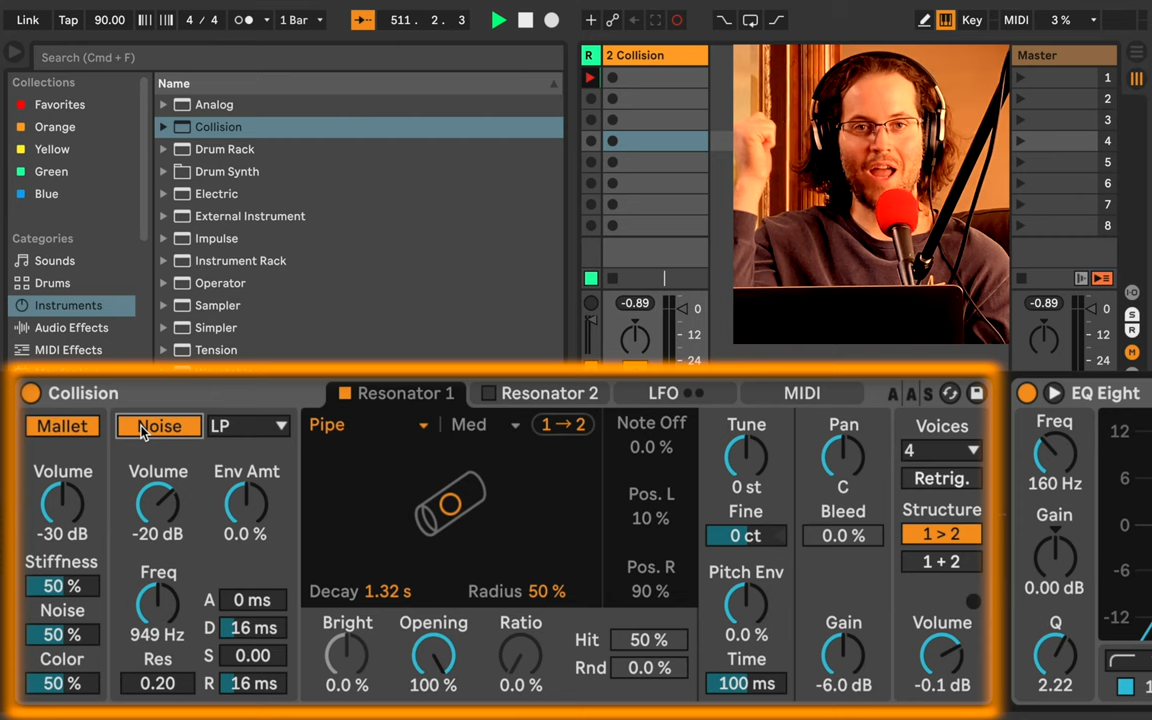 Link Tap 90.00 4 / 4 1 Bar 511. 2. 3 Key MIDI 3 %
Search (Cmd + F)
Collections
Favorites
Orange
Yellow
Green
Blue
Categories
Sounds
Drums
Instruments
Audio Effects
MIDI Effects
Name
Analog
Collision
Drum Rack
Drum Synth
Electric
External Instrument
Impulse
Instrument Rack
Operator
Sampler
Simpler
Tension
R 2 Collision
-0.89
0
12
24
Master
1
2
3
4
5
6
7
8
-0.89
0
12
24
I·O
S
R
M
Collision Resonator 1 Resonator 2 LFO MIDI A A S
Mallet Noise LP
Volume Volume Env Amt
-30 dB -20 dB 0.0 %
Stiffness
50 %
Noise
50 %
Color
50 %
Freq
949 Hz
Res
0.20
A 0 ms
D 16 ms
S 0.00
R 16 ms
Pipe Med 1 → 2
Decay 1.32 s Radius 50 %
Bright Opening Ratio
0.0 % 100 % 0.0 %
Note Off
0.0 %
Pos. L
10 %
Pos. R
90 %
Hit 50 %
Rnd 0.0 %
Tune
0 st
Fine
0 ct
Pitch Env
0.0 %
Time
100 ms
Pan
C
Bleed
0.0 %
Gain
-6.0 dB
Voices
4
Retrig.
Structure
1 > 2
1 + 2
Volume
-0.1 dB
EQ Eight
Freq
160 Hz
Gain
0.00 dB
Q
2.22
12
6
0
-6
-12
1